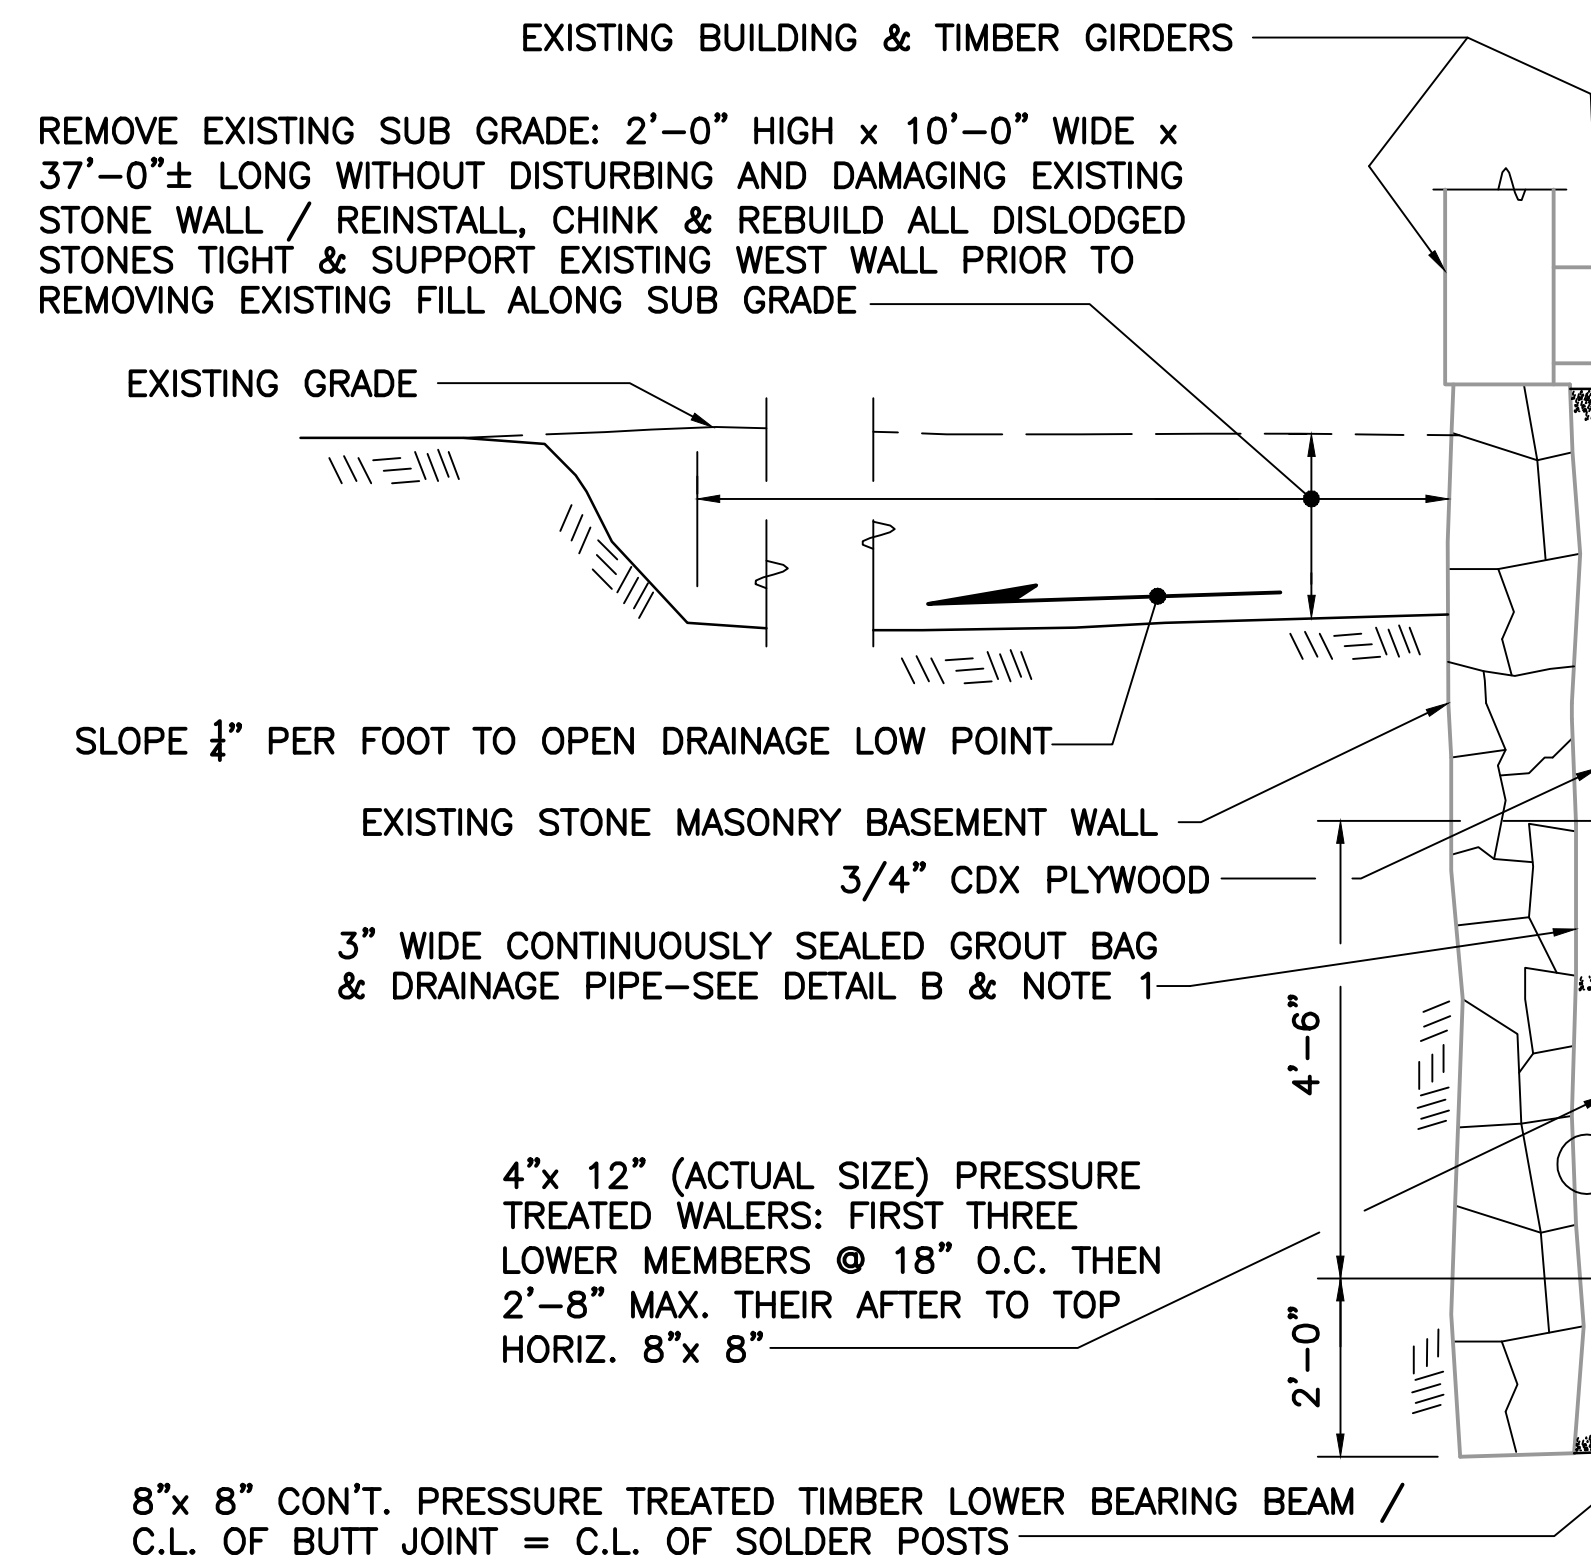 EXISTING BUILDING & TIMBER GIRDERS
REMOVE EXISTING SUB GRADE: 2'-0" HIGH x 10'-0" WIDE x
37'-0"± LONG WITHOUT DISTURBING AND DAMAGING EXISTING
STONE WALL / REINSTALL, CHINK & REBUILD ALL DISLODGED
STONES TIGHT & SUPPORT EXISTING WEST WALL PRIOR TO
REMOVING EXISTING FILL ALONG SUB GRADE
EXISTING GRADE
SLOPE 1/4" PER FOOT TO OPEN DRAINAGE LOW POINT
EXISTING STONE MASONRY BASEMENT WALL
3/4" CDX PLYWOOD
3" WIDE CONTINUOUSLY SEALED GROUT BAG
& DRAINAGE PIPE-SEE DETAIL B & NOTE 1
4'-6"
4"x 12" (ACTUAL SIZE) PRESSURE
TREATED WALERS: FIRST THREE
LOWER MEMBERS @ 18" O.C. THEN
2'-8" MAX. THEIR AFTER TO TOP
HORIZ. 8"x 8"
2'-0"
8"x 8" CON'T. PRESSURE TREATED TIMBER LOWER BEARING BEAM /
C.L. OF BUTT JOINT = C.L. OF SOLDER POSTS